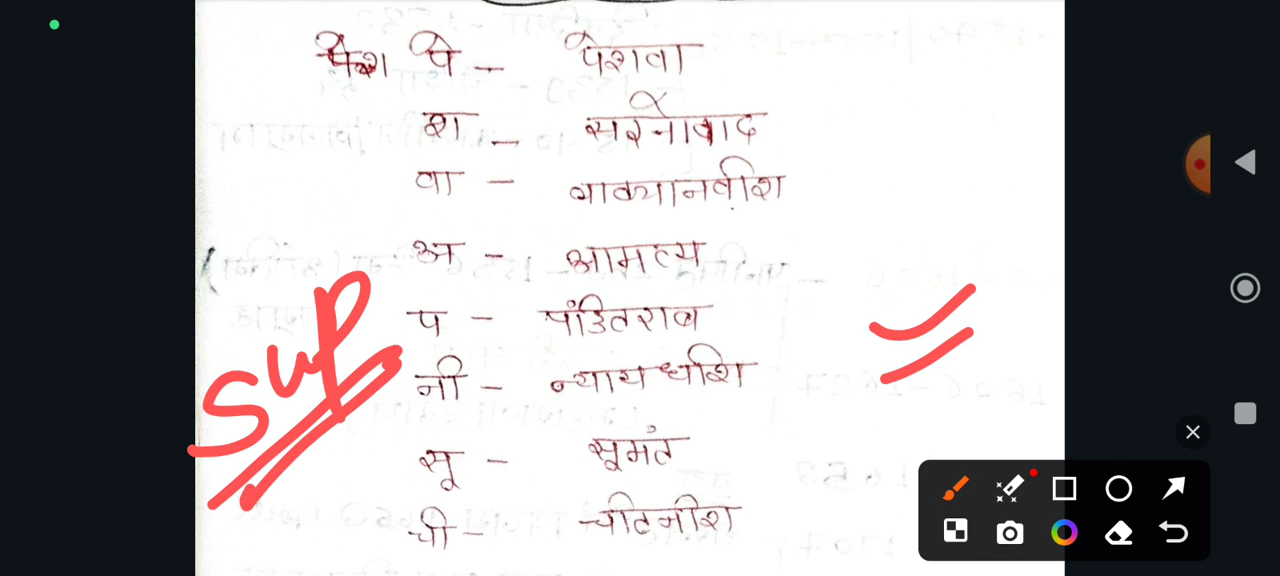 पे - पेशवा
श - सरनोवाद
वा - वाक्यानवीश
अ - आमत्य
sup
प - पंडितराव
नी - न्यायधीश
सू - सूमंत
ची - चीटनीश